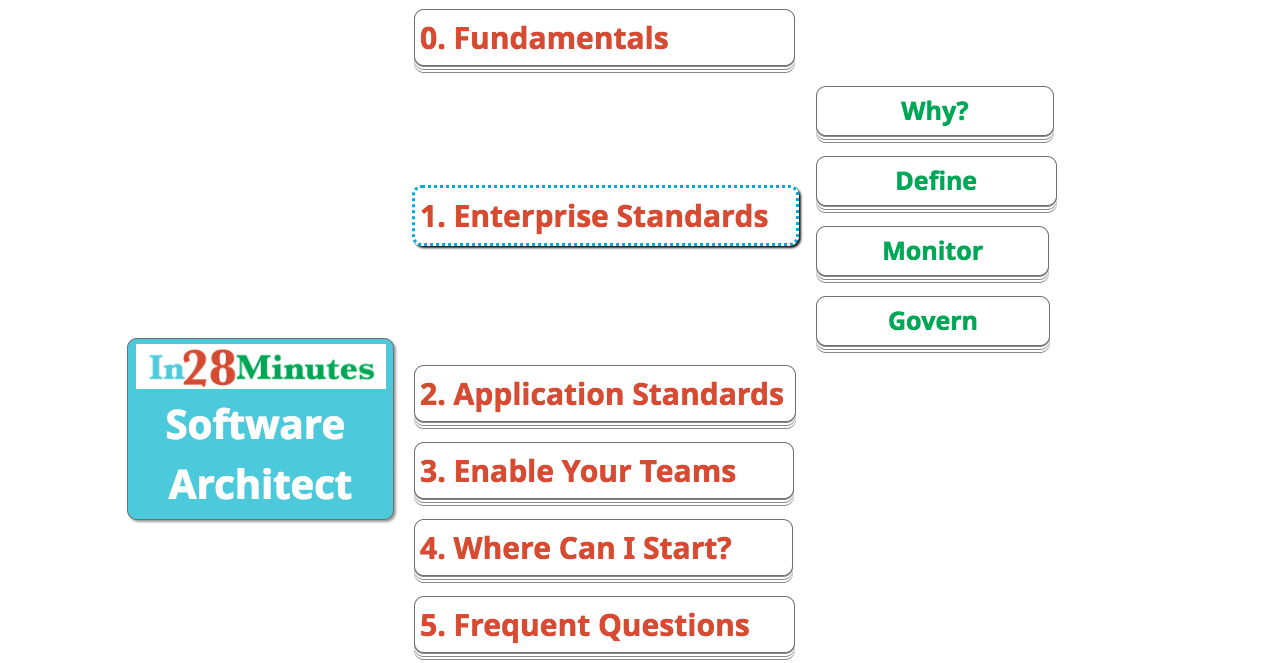 0. Fundamentals
Why?
Define
1. Enterprise Standards
Monitor
Govern
In28Minutes
Software
Architect
2. Application Standards
3. Enable Your Teams
4. Where Can I Start?
5. Frequent Questions